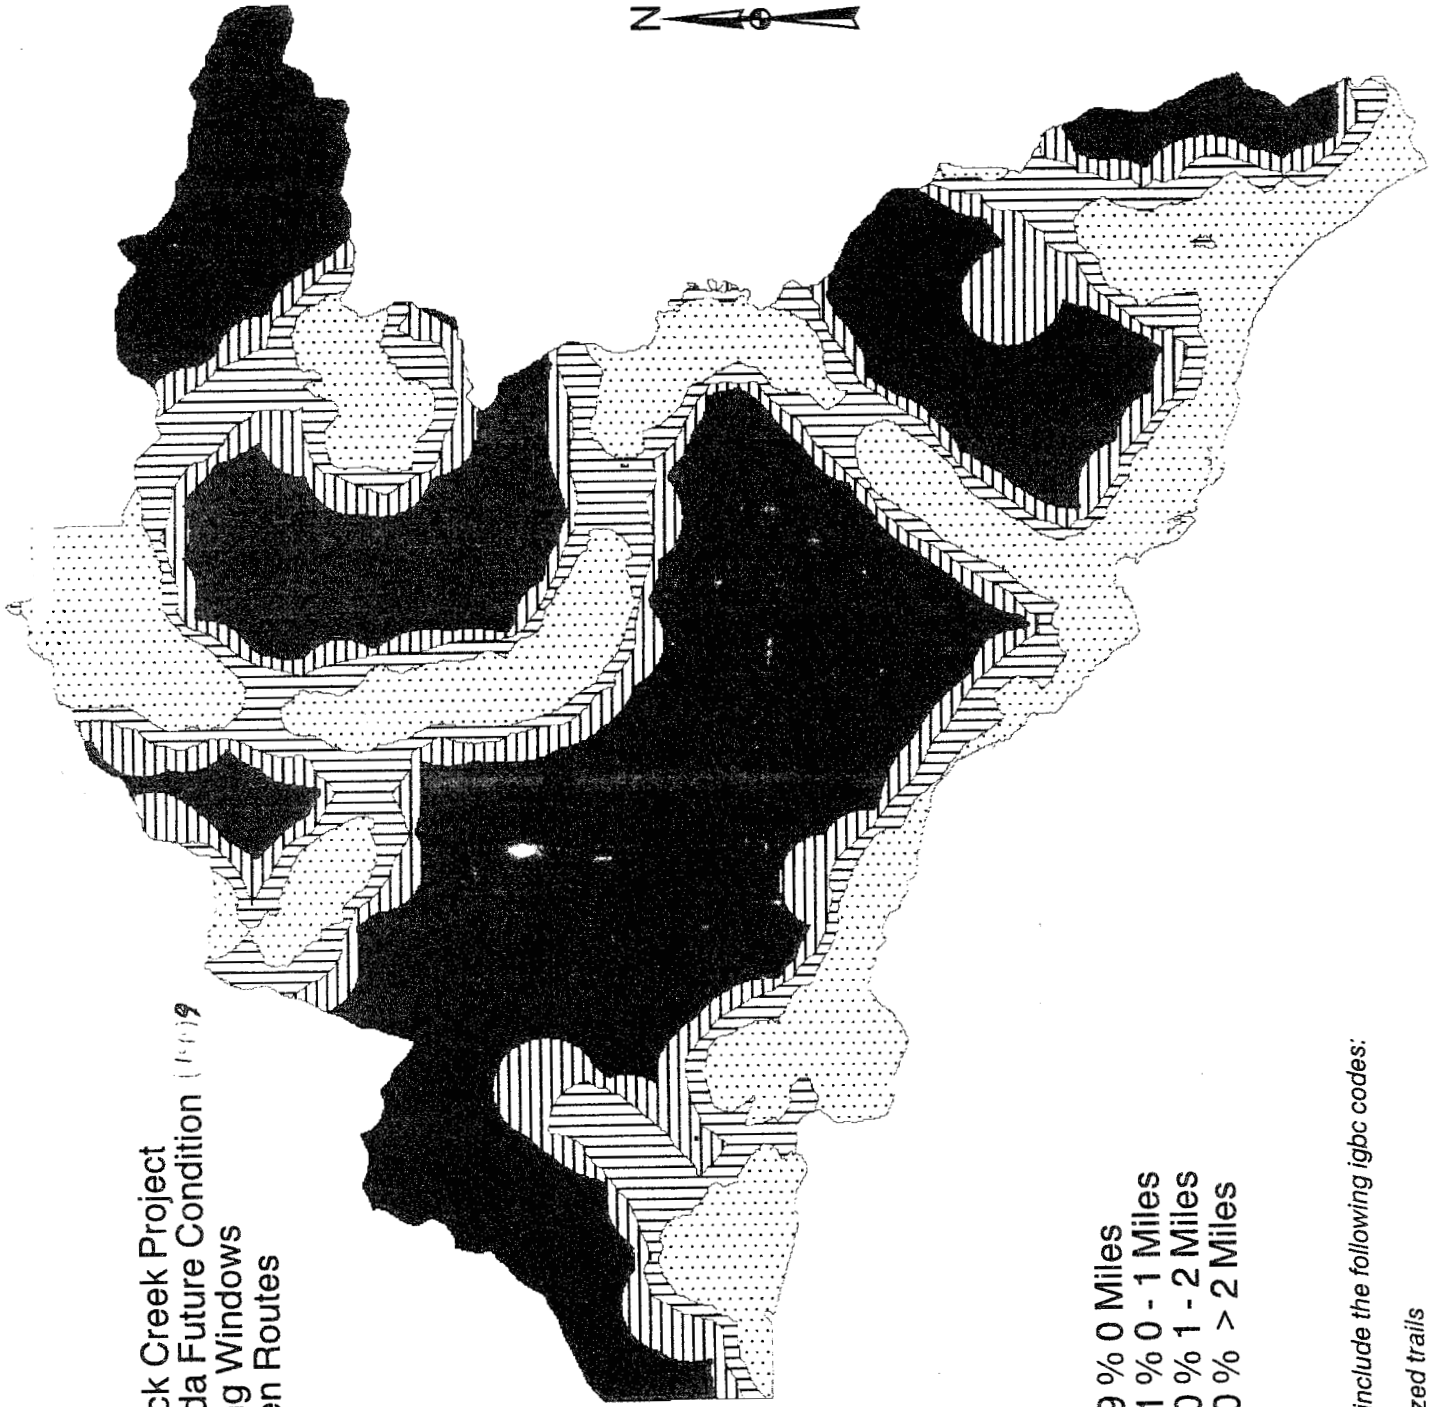 N
ck Creek Project
da Future Condition
ng Windows
en Routes
9 % 0 Miles
1 % 0 - 1 Miles
0 % 1 - 2 Miles
0 % > 2 Miles
include the following igbc codes:
zed trails